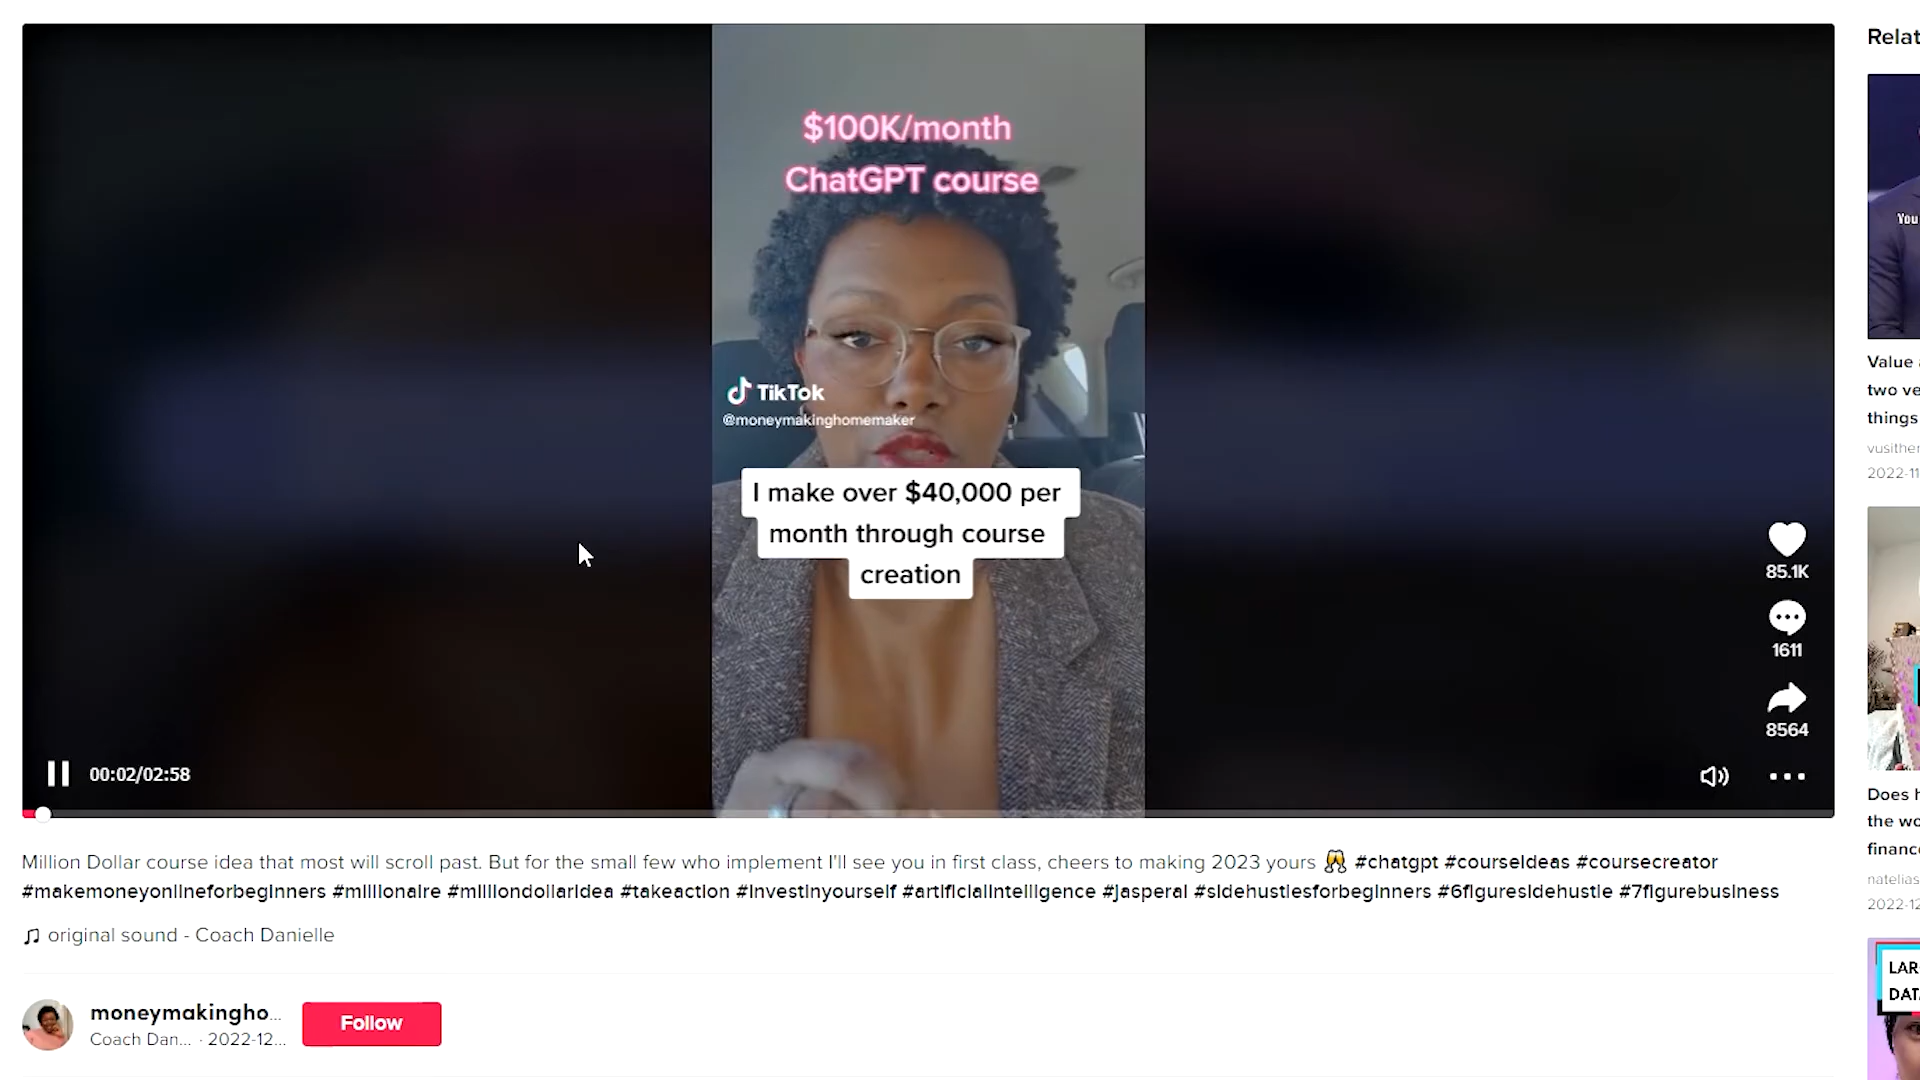 $100K/month
ChatGPT course
TikTok
@moneymakinghomemaker
I make over $40,000 per
month through course
creation
85.1K
1611
8564
00:02/02:58
Million Dollar course idea that most will scroll past. But for the small few who implement I'll see you in first class, cheers to making 2023 yours 🥂 #chatgpt #courseideas #coursecreator
#makemoneyonlineforbeginners #millionaire #milliondollaridea #takeaction #investinyourself #artificialintelligence #jasperai #sidehustlesforbeginners #6figuresidehustle #7figurebusiness
original sound - Coach Danielle
moneymakingho...
Coach Dan... · 2022-12...
Follow
Relat
You
Value
two ve
things
vusither
2022-11
Does h
the wo
financ
natelias
2022-12
LAR
DAT